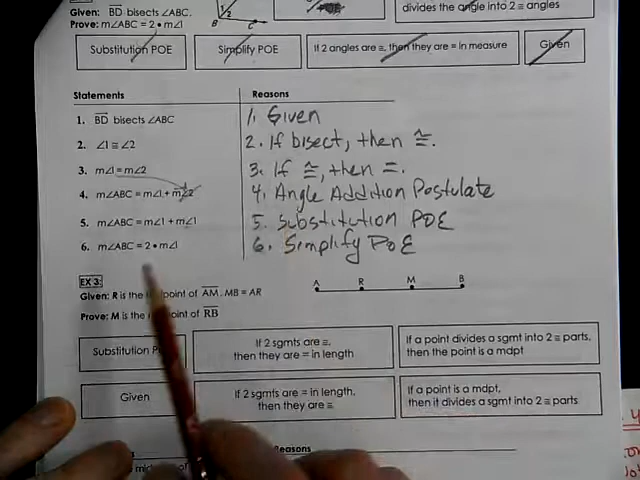 Given: BD bisects ∠ABC.
Prove: m∠ABC = 2 • m∠1
1 2
B C
divides the angle into 2 ≅ angles
Substitution POE
Simplify POE
If 2 angles are ≅, then they are = in measure
Given
Statements Reasons
1. BD bisects ∠ABC 1. Given
2. ∠1 ≅ ∠2 2. If bisect, then ≅.
3. m∠1 = m∠2 3. If ≅, then =.
4. m∠ABC = m∠1 + m∠2 4. Angle Addition Postulate
5. m∠ABC = m∠1 + m∠1 5. Substitution POE
6. m∠ABC = 2 • m∠1 6. Simplify POE
EX 3:
A R M B
Given: R is the point of AM. MB = AR
Prove: M is the point of RB
Substitution
If 2 sgmts are ≅,
then they are = in length
If a point divides a sgmt into 2 ≅ parts,
then the point is a mdpt
Given
If 2 sgmts are = in length,
then they are ≅
If a point is a mdpt,
then it divides a sgmt into 2 ≅ parts
Reasons